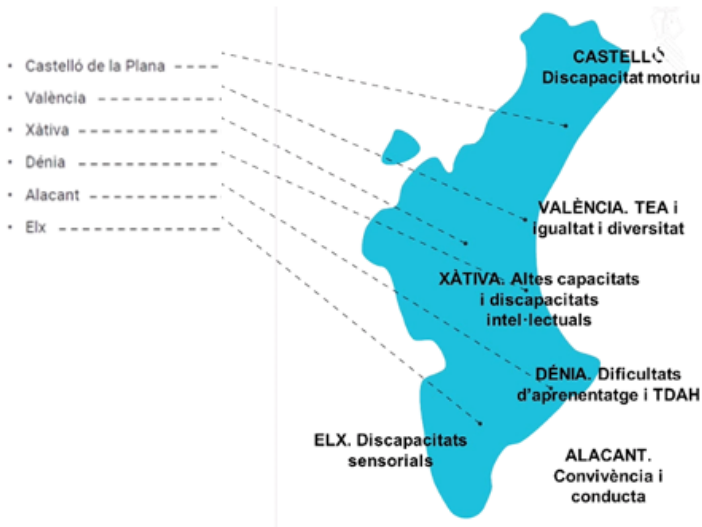 • Castelló de la Plana
• València
• Xàtiva
• Dénia
• Alacant
• Elx
CASTELLÓ
Discapacitat motriu
VALÈNCIA. TEA i
igualtat i diversitat
XÀTIVA. Altes capacitats
i discapacitats
intel·lectuals
DÉNIA. Dificultats
d'aprenentatge i TDAH
ELX. Discapacitats
sensorials
ALACANT.
Convivència i
conducta